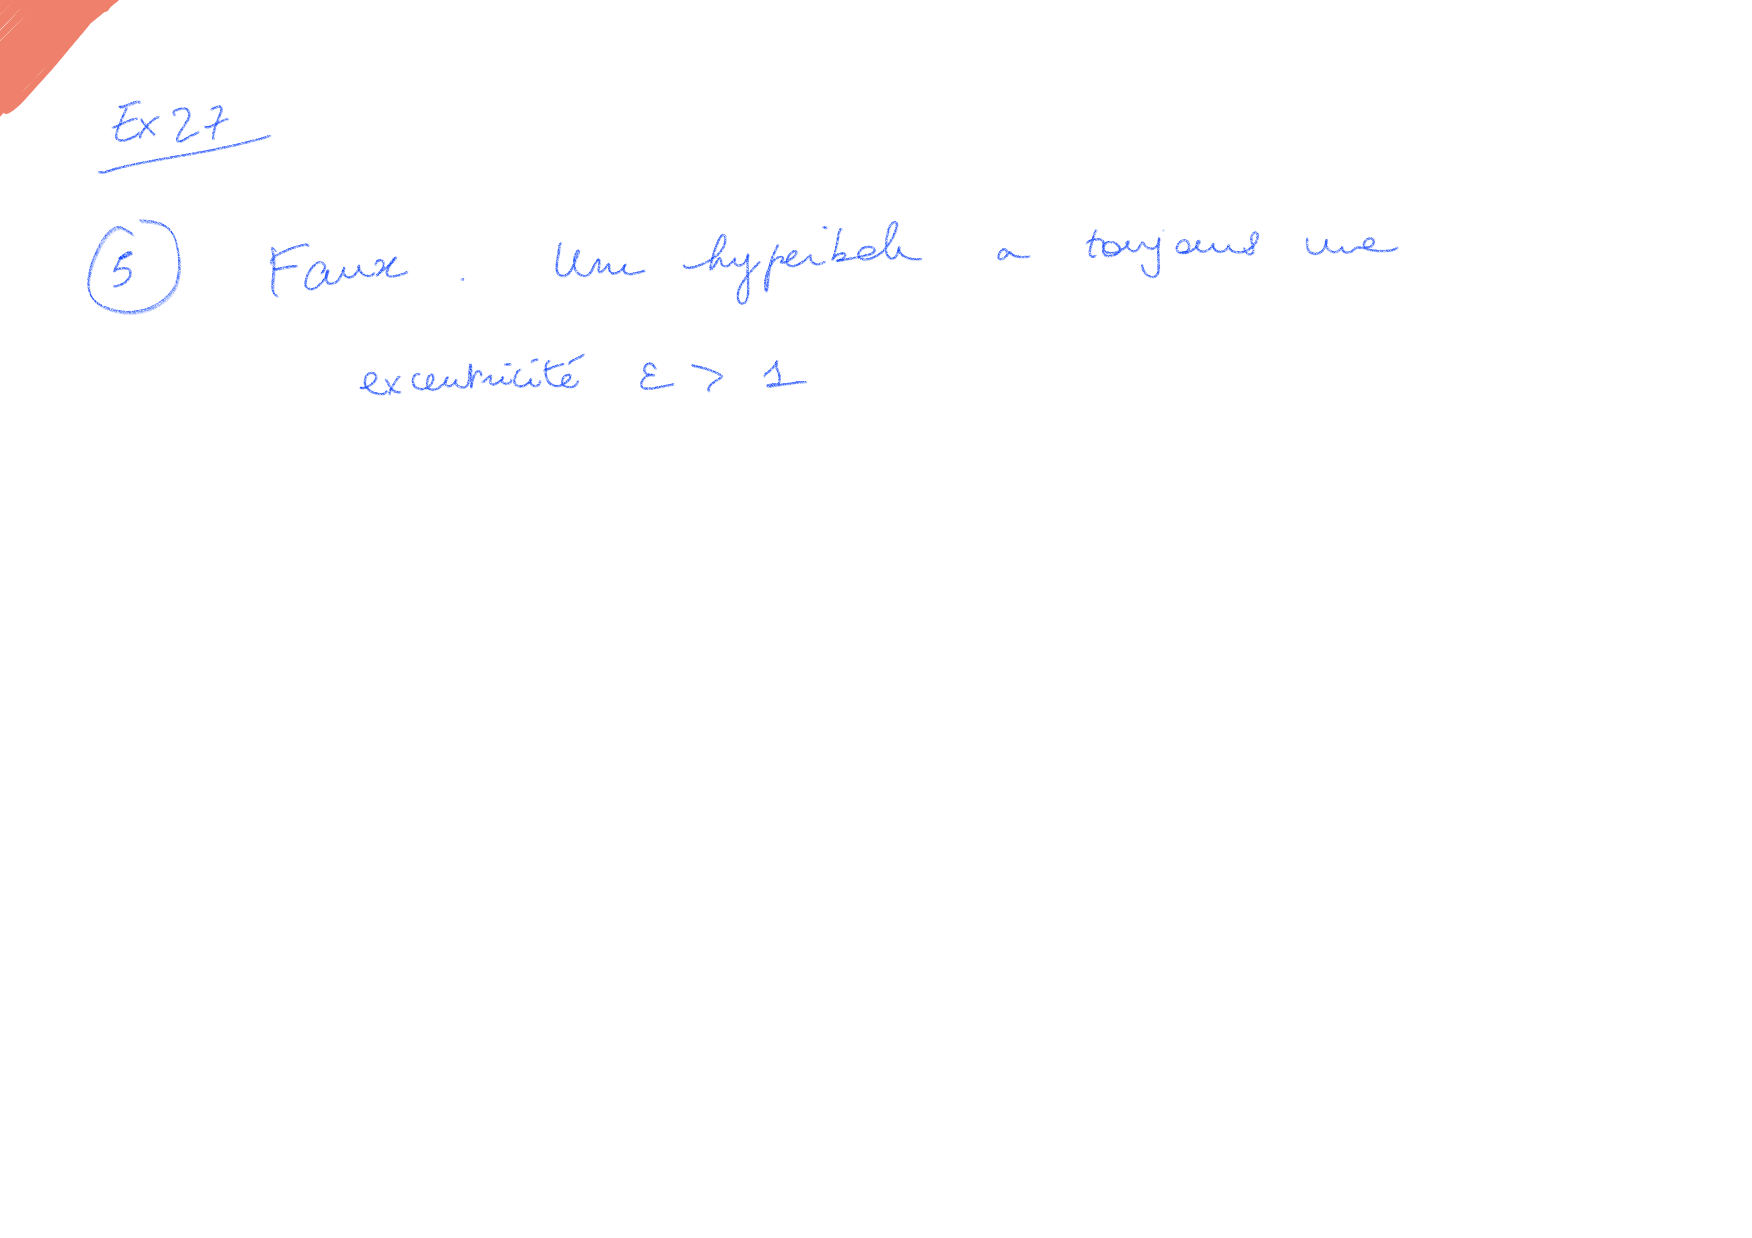 Ex 27
5 Faux. Une hyperbole a toujours une
excentricité ε > 1